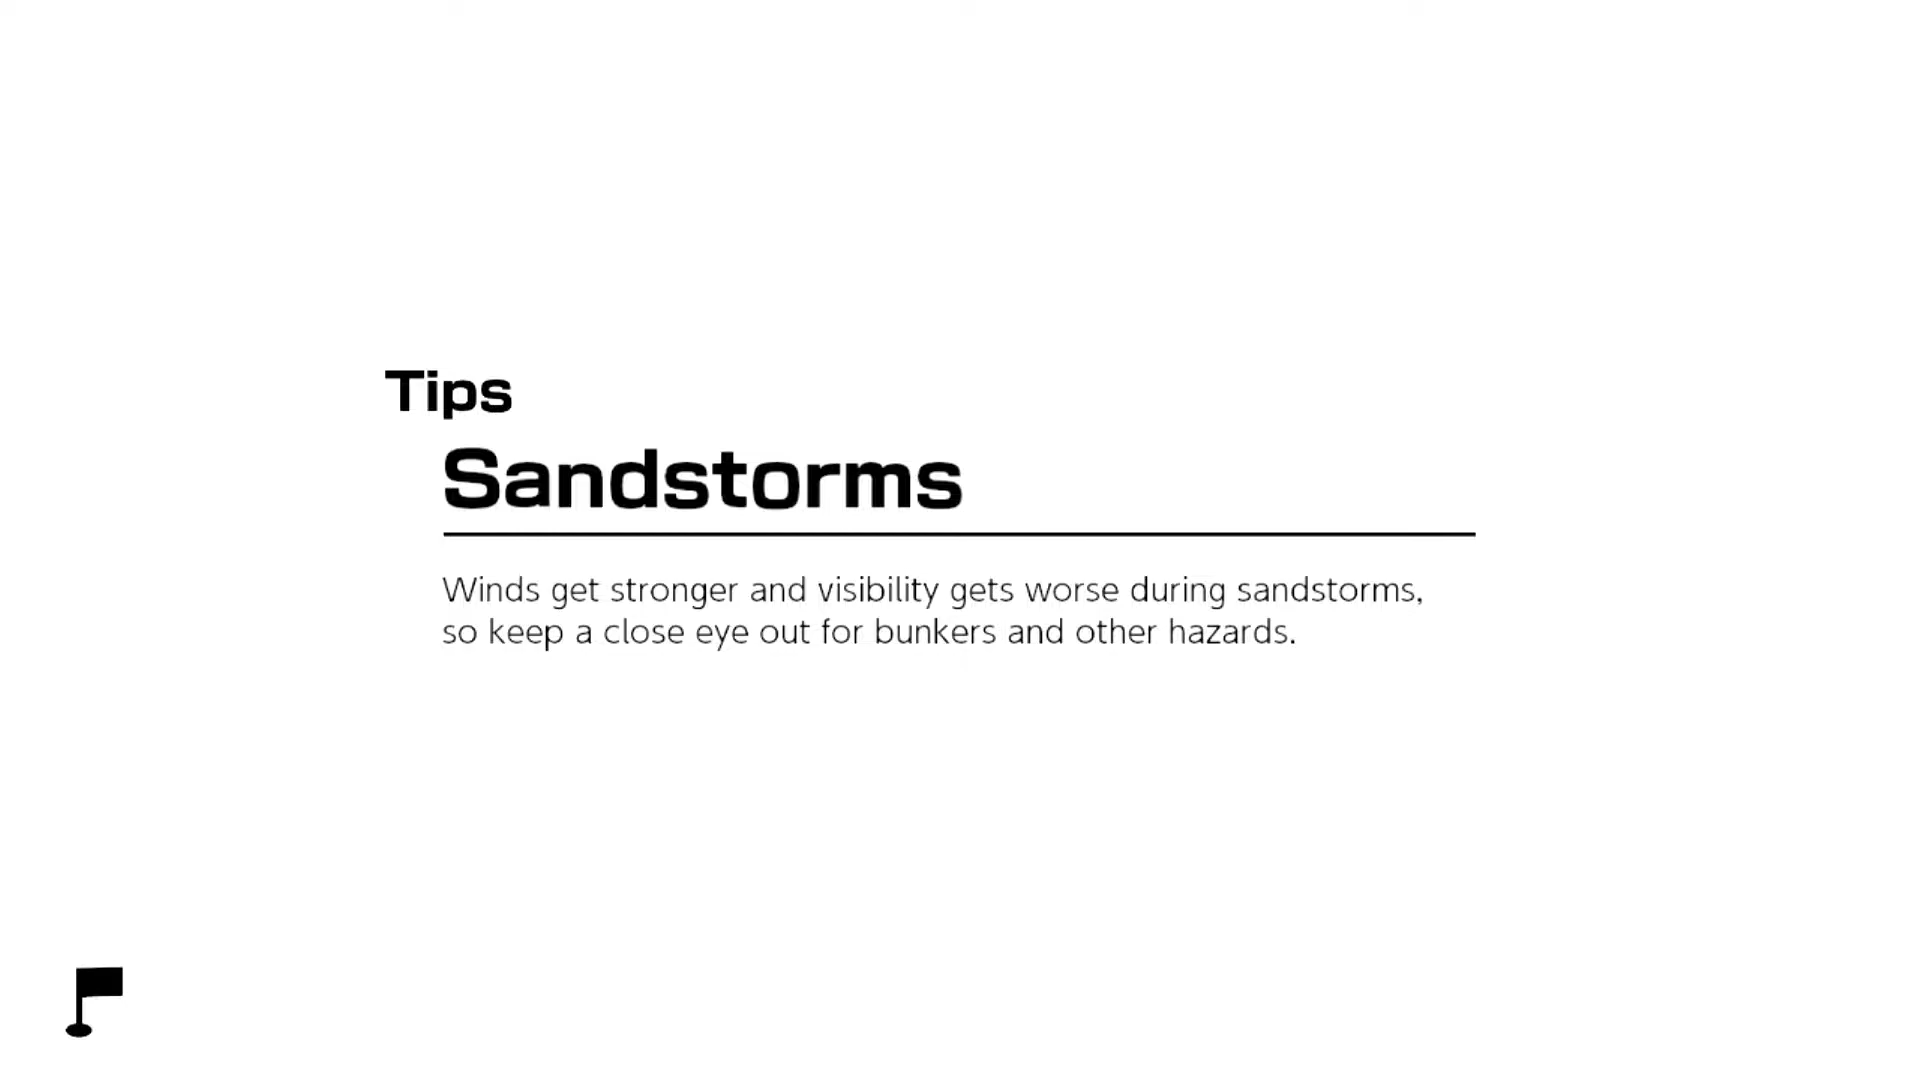 Tips
Sandstorms
Winds get stronger and visibility gets worse during sandstorms,
so keep a close eye out for bunkers and other hazards.